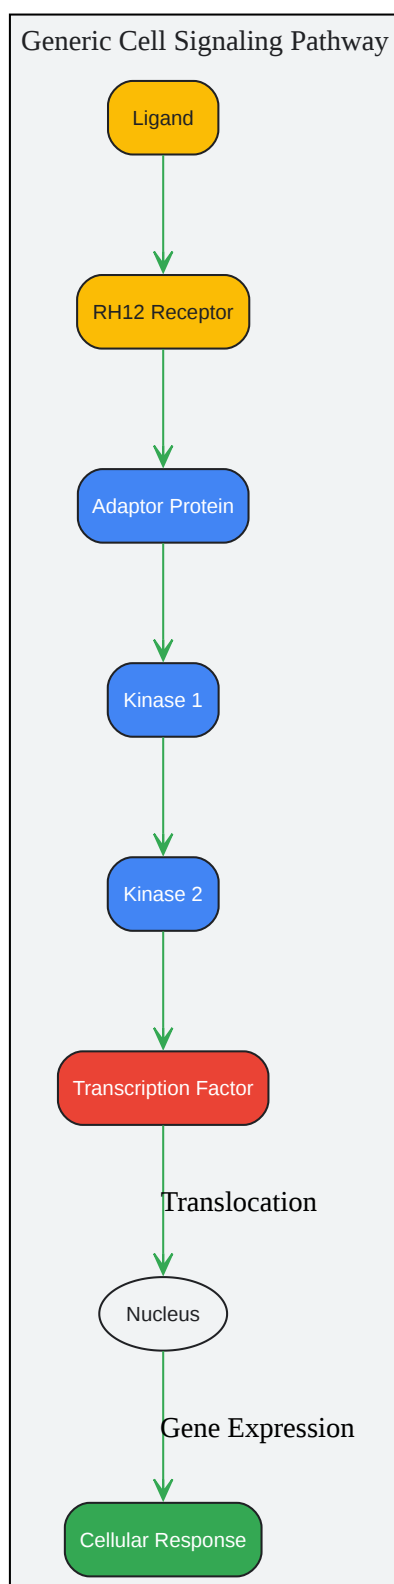 Generic Cell Signaling Pathway
Ligand
RH12 Receptor
Adaptor Protein
Kinase 1
Kinase 2
Transcription Factor
Translocation
Nucleus
Gene Expression
Cellular Response